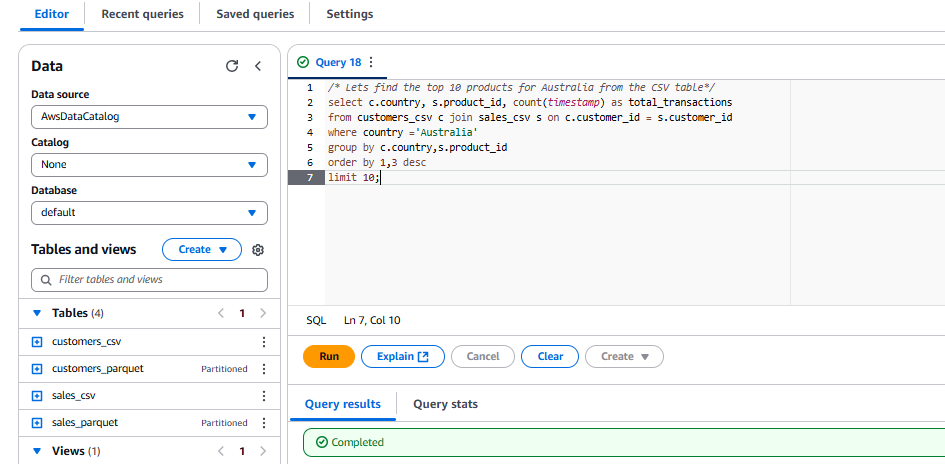 Editor Recent queries Saved queries Settings
Data
Data source
AwsDataCatalog
Catalog
None
Database
default
Tables and views Create
Filter tables and views
Tables (4) 1
customers_csv
customers_parquet Partitioned
sales_csv
sales_parquet Partitioned
Views (1) 1
Query 18
1 /* Lets find the top 10 products for Australia from the CSV table*/
2 select c.country, s.product_id, count(timestamp) as total_transactions
3 from customers_csv c join sales_csv s on c.customer_id = s.customer_id
4 where country ='Australia'
5 group by c.country,s.product_id
6 order by 1,3 desc
7 limit 10;
SQL Ln 7, Col 10
Run Explain Cancel Clear Create
Query results Query stats
Completed